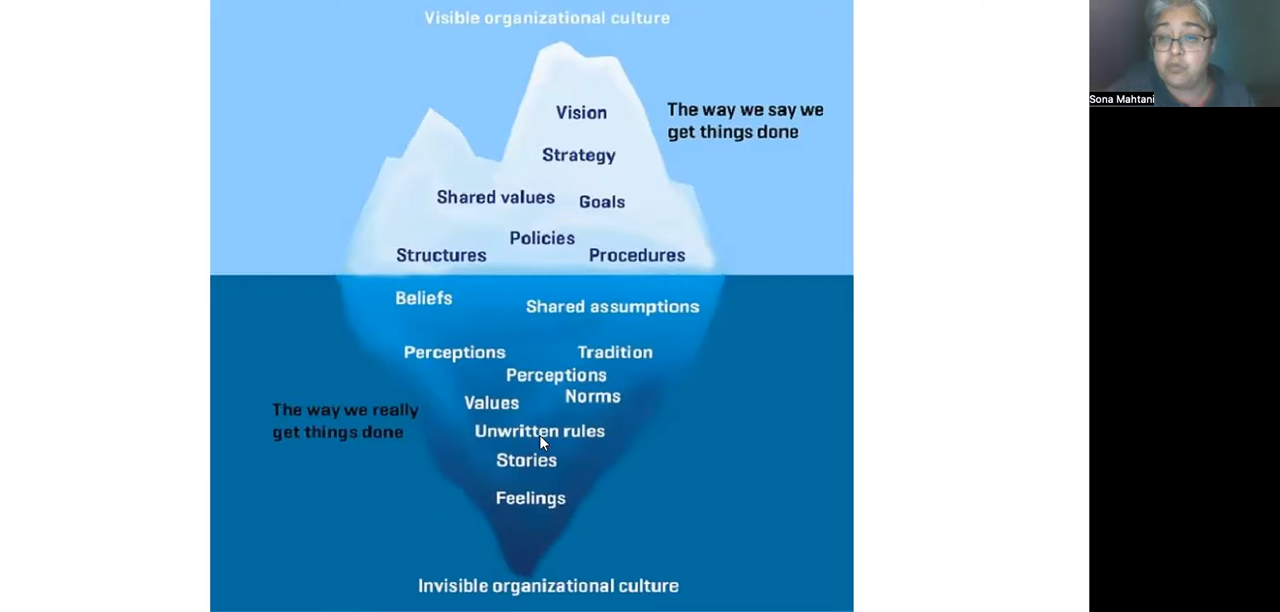 Visible organizational culture
Sona Mahtani
Vision
The way we say we
get things done
Strategy
Shared values
Goals
Policies
Structures
Procedures
Beliefs
Shared assumptions
Perceptions
Tradition
Perceptions
Values
Norms
The way we really
get things done
Unwritten rules
Stories
Feelings
Invisible organizational culture